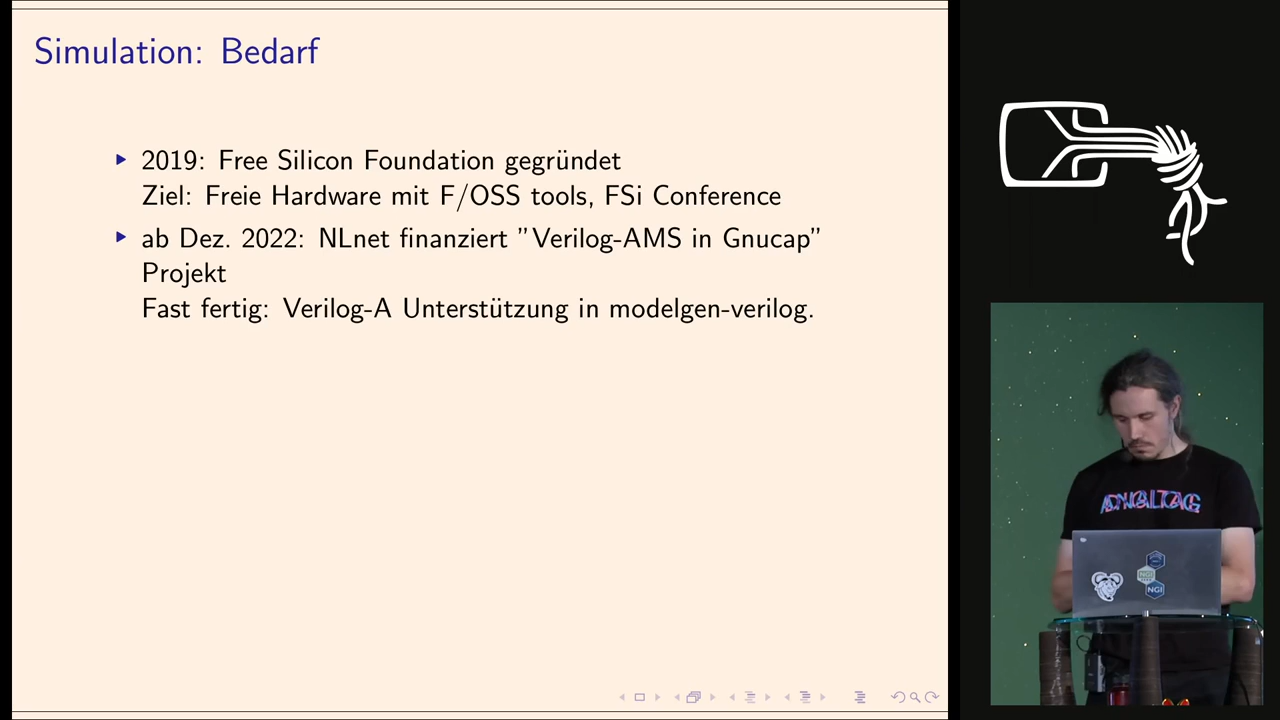 Simulation: Bedarf
2019: Free Silicon Foundation gegründet
Ziel: Freie Hardware mit F/OSS tools, FSi Conference
ab Dez. 2022: NLnet finanziert "Verilog-AMS in Gnucap"
Projekt
Fast fertig: Verilog-A Unterstützung in modelgen-verilog.
NGI
NGI